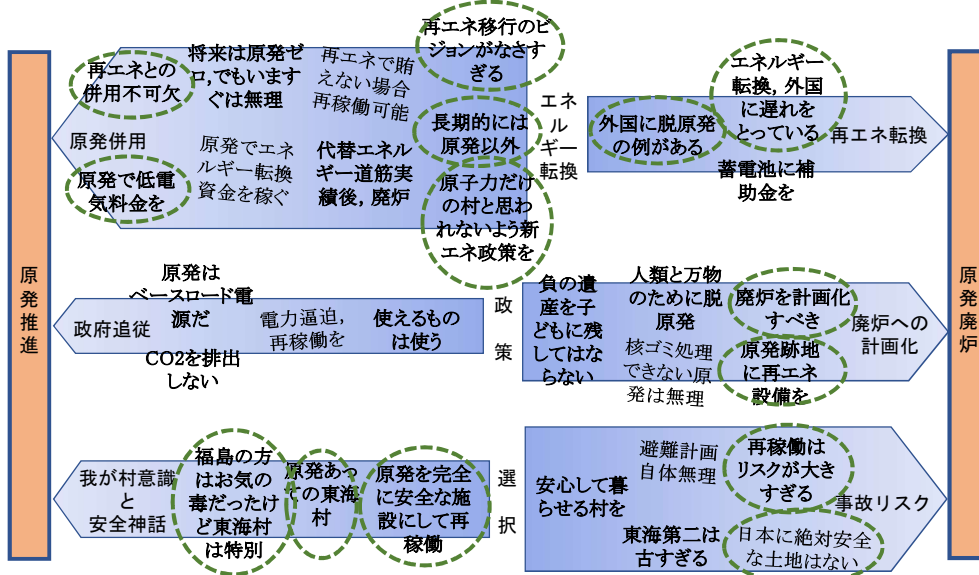 原発推進
再エネとの
併用不可欠
原発併用
原発で低電
気料金を
将来は原発ゼ
ロ,でもいます
ぐは無理
原発でエネ
ルギー転換
資金を稼ぐ
再エネで賄
えない場合
再稼働可能
代替エネル
ギー道筋実
績後，廃炉
再エネ移行のビ
ジョンがなさす
ぎる
長期的には
原発以外
原子力だけ
の村と思わ
れないよう新
エネ政策を
エネ
ル
ギー
転換
外国に脱原発
の例がある
エネルギー
転換，外国
に遅れを
とっている
蓄電池に補
助金を
再エネ転換
原発廃炉
政府追従
原発は
ベースロード電
源だ
CO2を排出
しない
電力逼迫，
再稼働を
使えるもの
は使う
政
策
負の遺
産を子
どもに残
してはな
らない
人類と万物
のために脱
原発
核ゴミ処理
できない原
発は無理
廃炉を計画化
すべき
原発跡地
に再エネ
設備を
廃炉への
計画化
我が村意識
と
安全神話
福島の方
はお気の
毒だったけ
ど東海村
は特別
原発あっ
ての東海
村
原発を完全
に安全な施
設にして再
稼働
選
択
安心して暮
らせる村を
避難計画
自体無理
東海第二は
古すぎる
再稼働は
リスクが大き
すぎる
日本に絶対安全
な土地はない
事故リスク